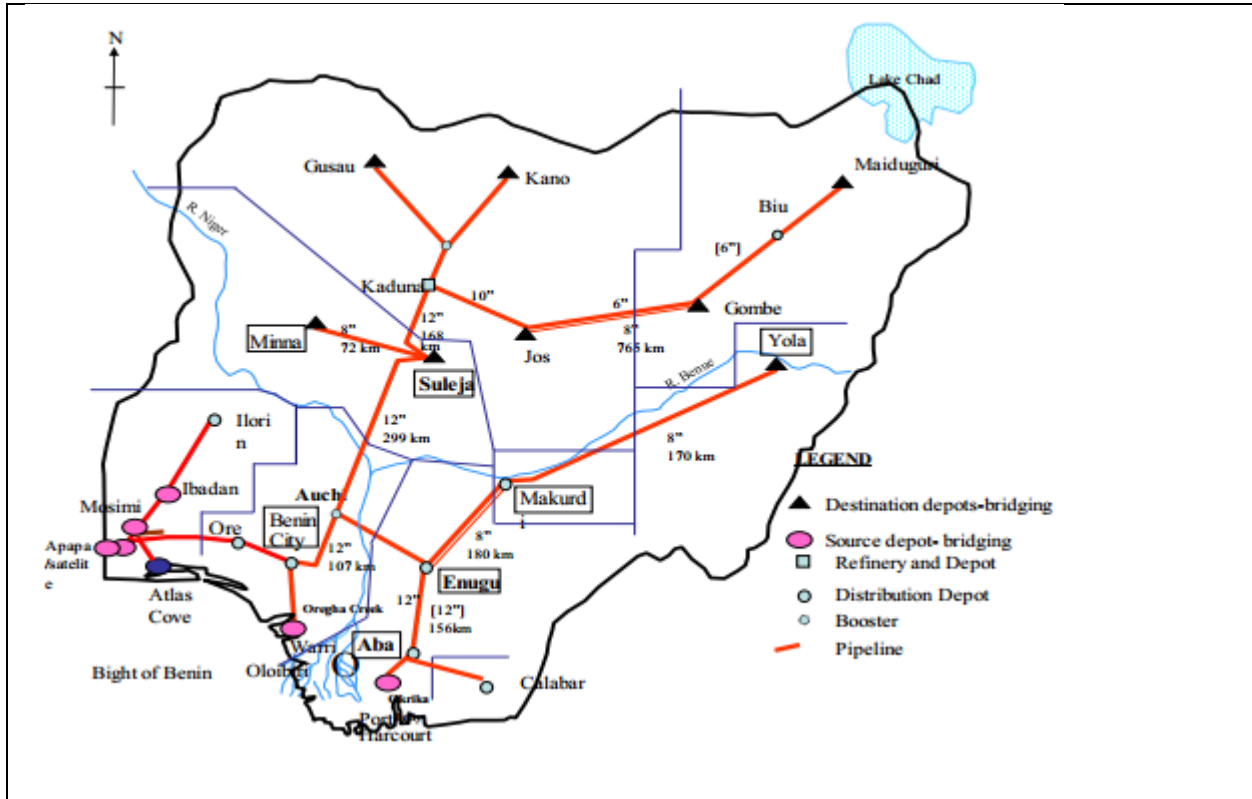 N
Lake Chad
Gusau
Kano
Maiduguri
Biu
R. Niger
[6"]
Kaduna
10"
6"
Gombe
12"
168
km
8"
765 km
Minna
8"
72 km
Jos
Yola
Suleja
R. Benue
12"
299 km
Ilori
n
8"
170 km
LEGEND
Ibadan
Auchi
Makurd
i
Destination depots-bridging
Mosimi
Ore
Benin
City
8"
180 km
Source depot- bridging
Apapa
/satelit
e
12"
107 km
Refinery and Depot
Enugu
Atlas
Cove
12"
[12"]
156km
Distribution Depot
Oregha Creek
Booster
Warri
Aba
Pipeline
Bight of Benin
Oloibiri
Calabar
Okrika
Port
Harcourt